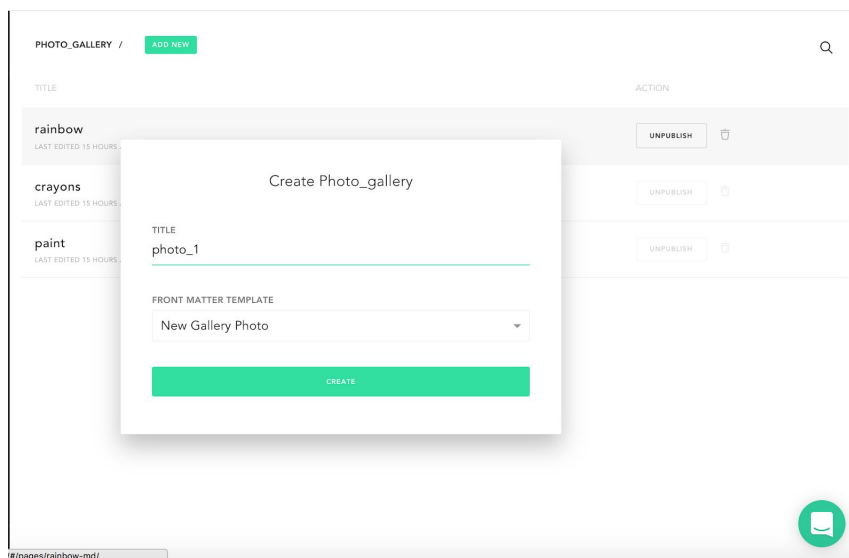 PHOTO_GALLERY /
ADD NEW
TITLE
ACTION
rainbow
LAST EDITED 15 HOURS
UNPUBLISH
Create Photo_gallery
TITLE
photo_1
FRONT MATTER TEMPLATE
New Gallery Photo
CREATE
crayons
LAST EDITED 15 HOURS
UNPUBLISH
paint
LAST EDITED 15 HOURS
UNPUBLISH
/#/pages/rainbow-md/